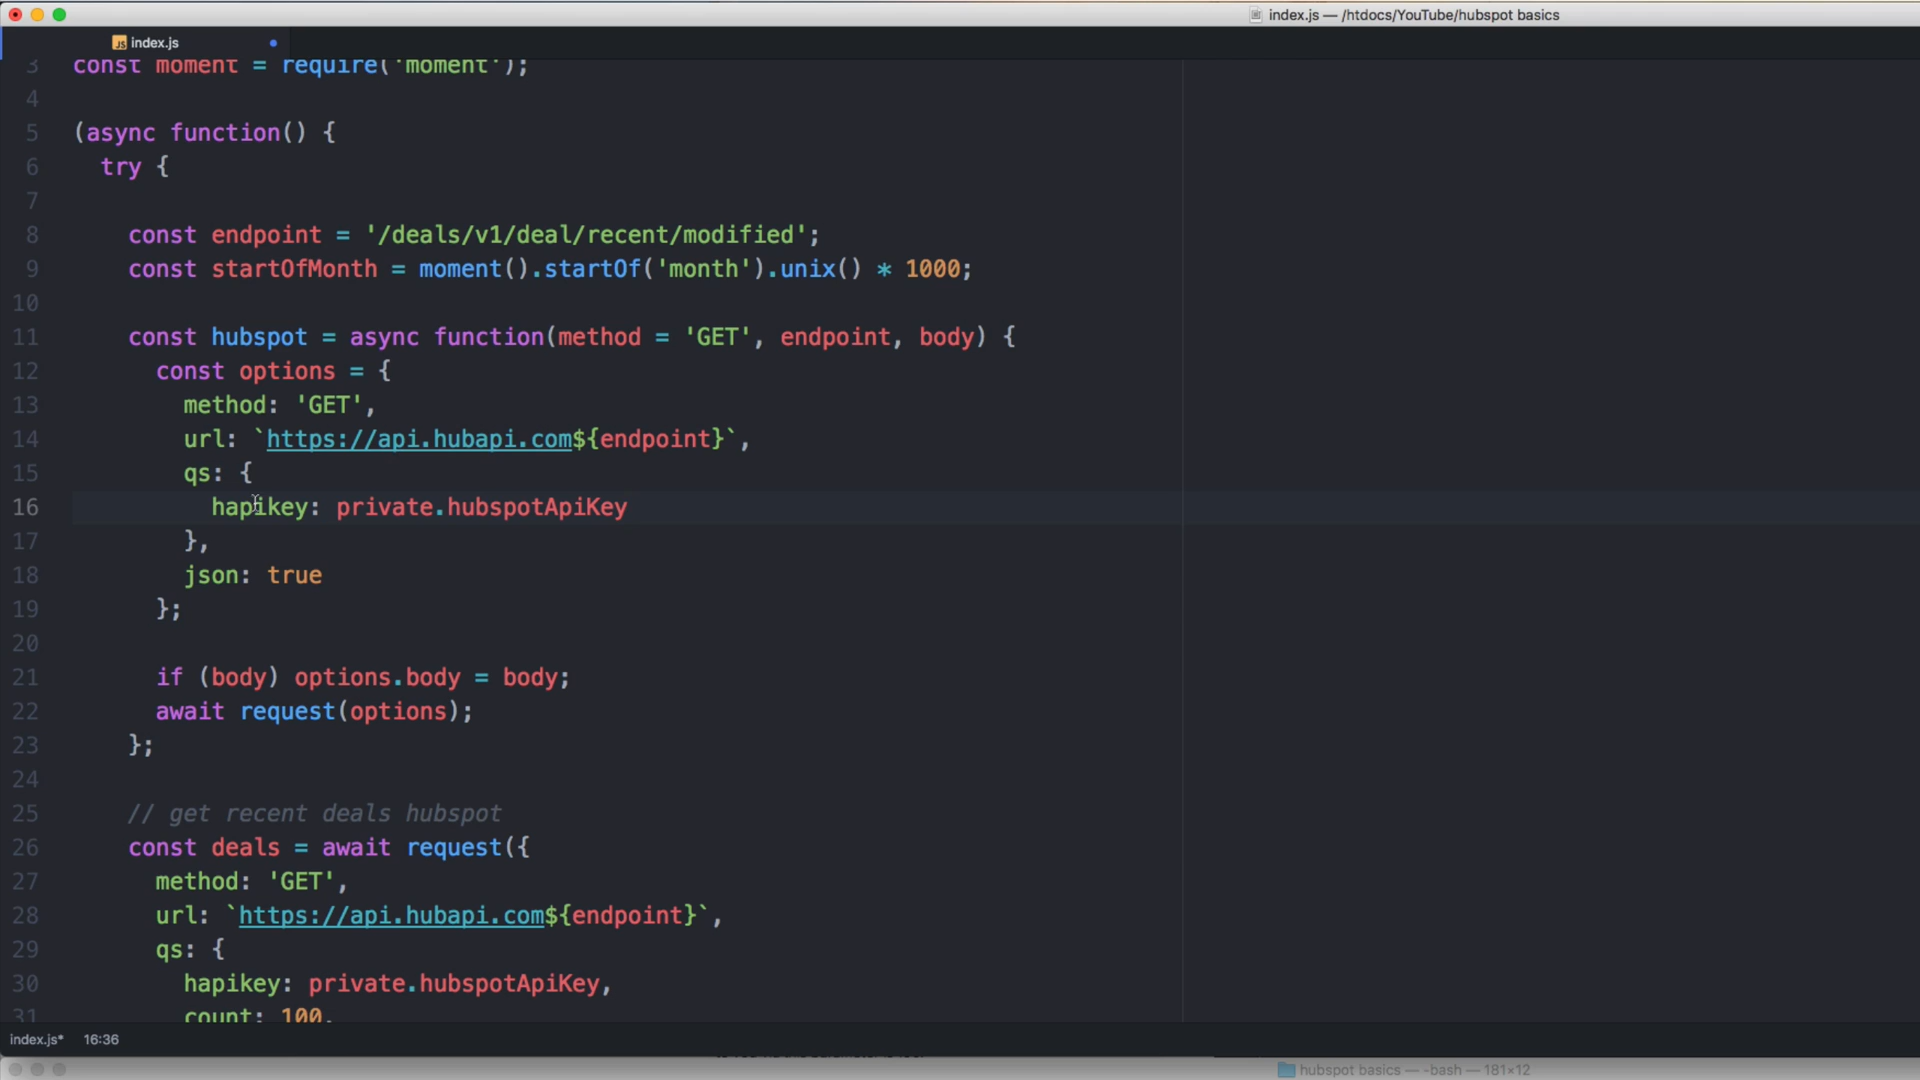 index.js — /htdocs/YouTube/hubspot basics
index.js
3 const moment = require('moment');
4
5 (async function() {
6 try {
7
8 const endpoint = '/deals/v1/deal/recent/modified';
9 const startOfMonth = moment().startOf('month').unix() * 1000;
10
11 const hubspot = async function(method = 'GET', endpoint, body) {
12 const options = {
13 method: 'GET',
14 url: `https://api.hubapi.com${endpoint}`,
15 qs: {
16 hapikey: private.hubspotApiKey
17 },
18 json: true
19 };
20
21 if (body) options.body = body;
22 await request(options);
23 };
24
25 // get recent deals hubspot
26 const deals = await request({
27 method: 'GET',
28 url: `https://api.hubapi.com${endpoint}`,
29 qs: {
30 hapikey: private.hubspotApiKey,
31 count: 100,
index.js* 16:36
hubspot basics — -bash — 181×12